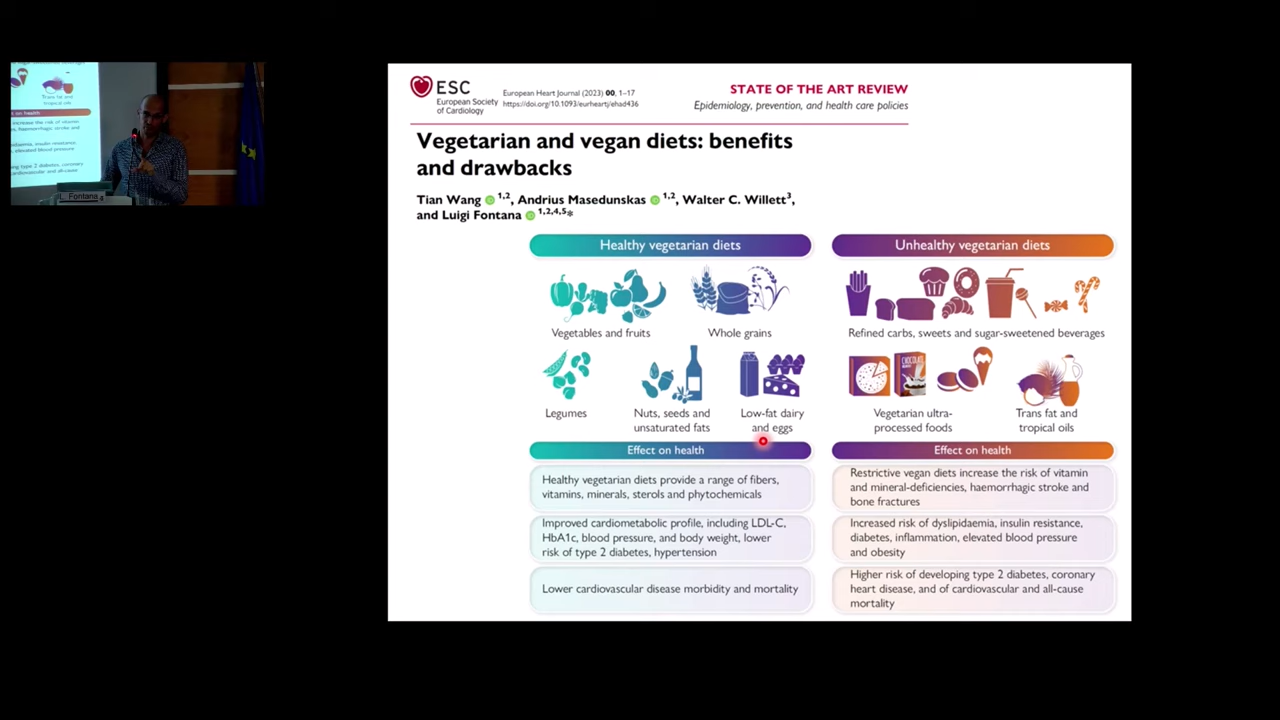 Trans fat and
tropical oils
L. Fontana
ESC
European Society
of Cardiology
European Heart Journal (2023) 00, 1–17
https://doi.org/10.1093/eurheartj/ehad436
STATE OF THE ART REVIEW
Epidemiology, prevention, and health care policies
Vegetarian and vegan diets: benefits
and drawbacks
Tian Wang 1,2, Andrius Masedunskas 1,2, Walter C. Willett3,
and Luigi Fontana 1,2,4,5*
Healthy vegetarian diets
Vegetables and fruits
Whole grains
Legumes
Nuts, seeds and
unsaturated fats
Low-fat dairy
and eggs
Effect on health
Healthy vegetarian diets provide a range of fibers,
vitamins, minerals, sterols and phytochemicals
Improved cardiometabolic profile, including LDL-C,
HbA1c, blood pressure, and body weight, lower
risk of type 2 diabetes, hypertension
Lower cardiovascular disease morbidity and mortality
Unhealthy vegetarian diets
Refined carbs, sweets and sugar-sweetened beverages
CHOCOLATE
Vegetarian ultra-
processed foods
Trans fat and
tropical oils
Effect on health
Restrictive vegan diets increase the risk of vitamin
and mineral-deficiencies, haemorrhagic stroke and
bone fractures
Increased risk of dyslipidaemia, insulin resistance,
diabetes, inflammation, elevated blood pressure
and obesity
Higher risk of developing type 2 diabetes, coronary
heart disease, and of cardiovascular and all-cause
mortality